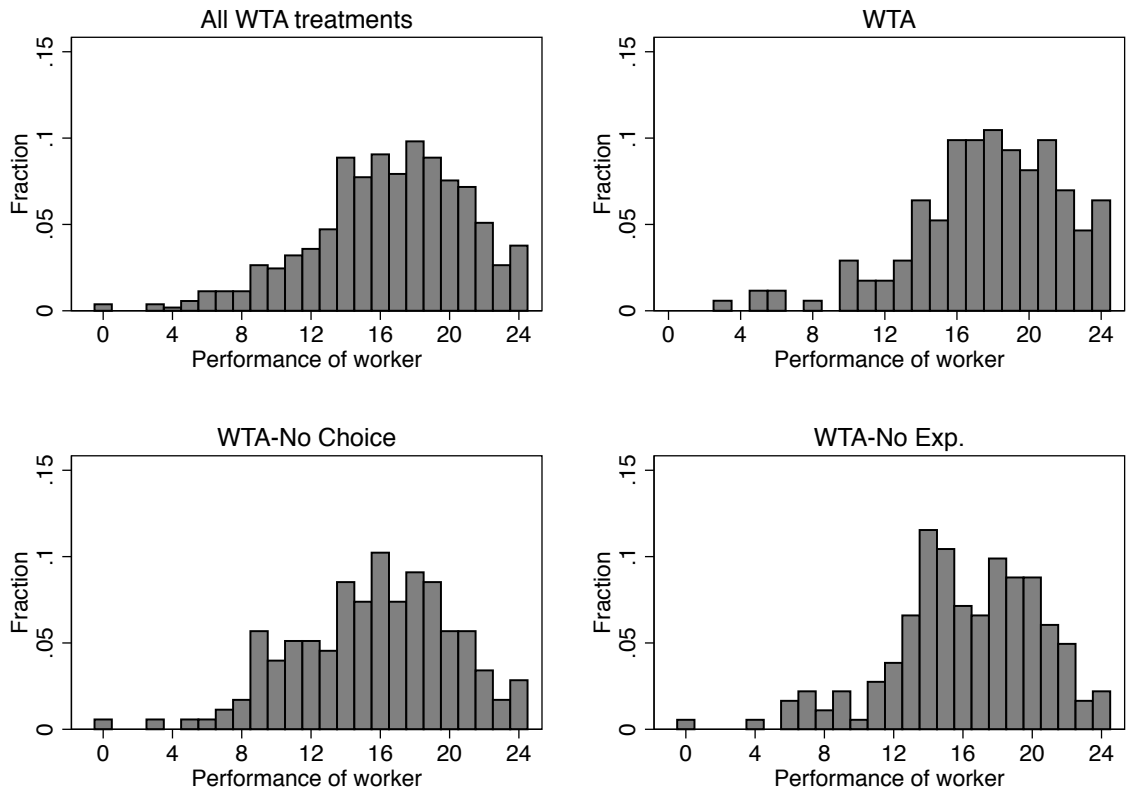 All WTA treatments
.15
.1
.05
0
Fraction
0 4 8 12 16 20 24
Performance of worker
WTA
.15
.1
.05
0
Fraction
0 4 8 12 16 20 24
Performance of worker
WTA-No Choice
.15
.1
.05
0
Fraction
0 4 8 12 16 20 24
Performance of worker
WTA-No Exp.
.15
.1
.05
0
Fraction
0 4 8 12 16 20 24
Performance of worker